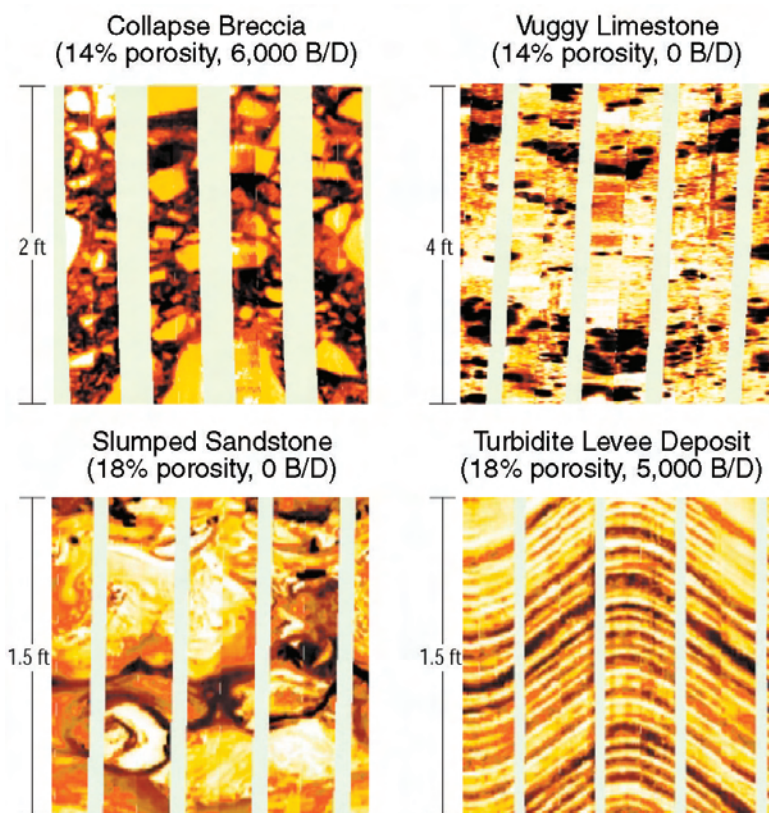 Collapse Breccia
(14% porosity, 6,000 B/D)
2 ft
Vuggy Limestone
(14% porosity, 0 B/D)
4 ft
Slumped Sandstone
(18% porosity, 0 B/D)
1.5 ft
Turbidite Levee Deposit
(18% porosity, 5,000 B/D)
1.5 ft